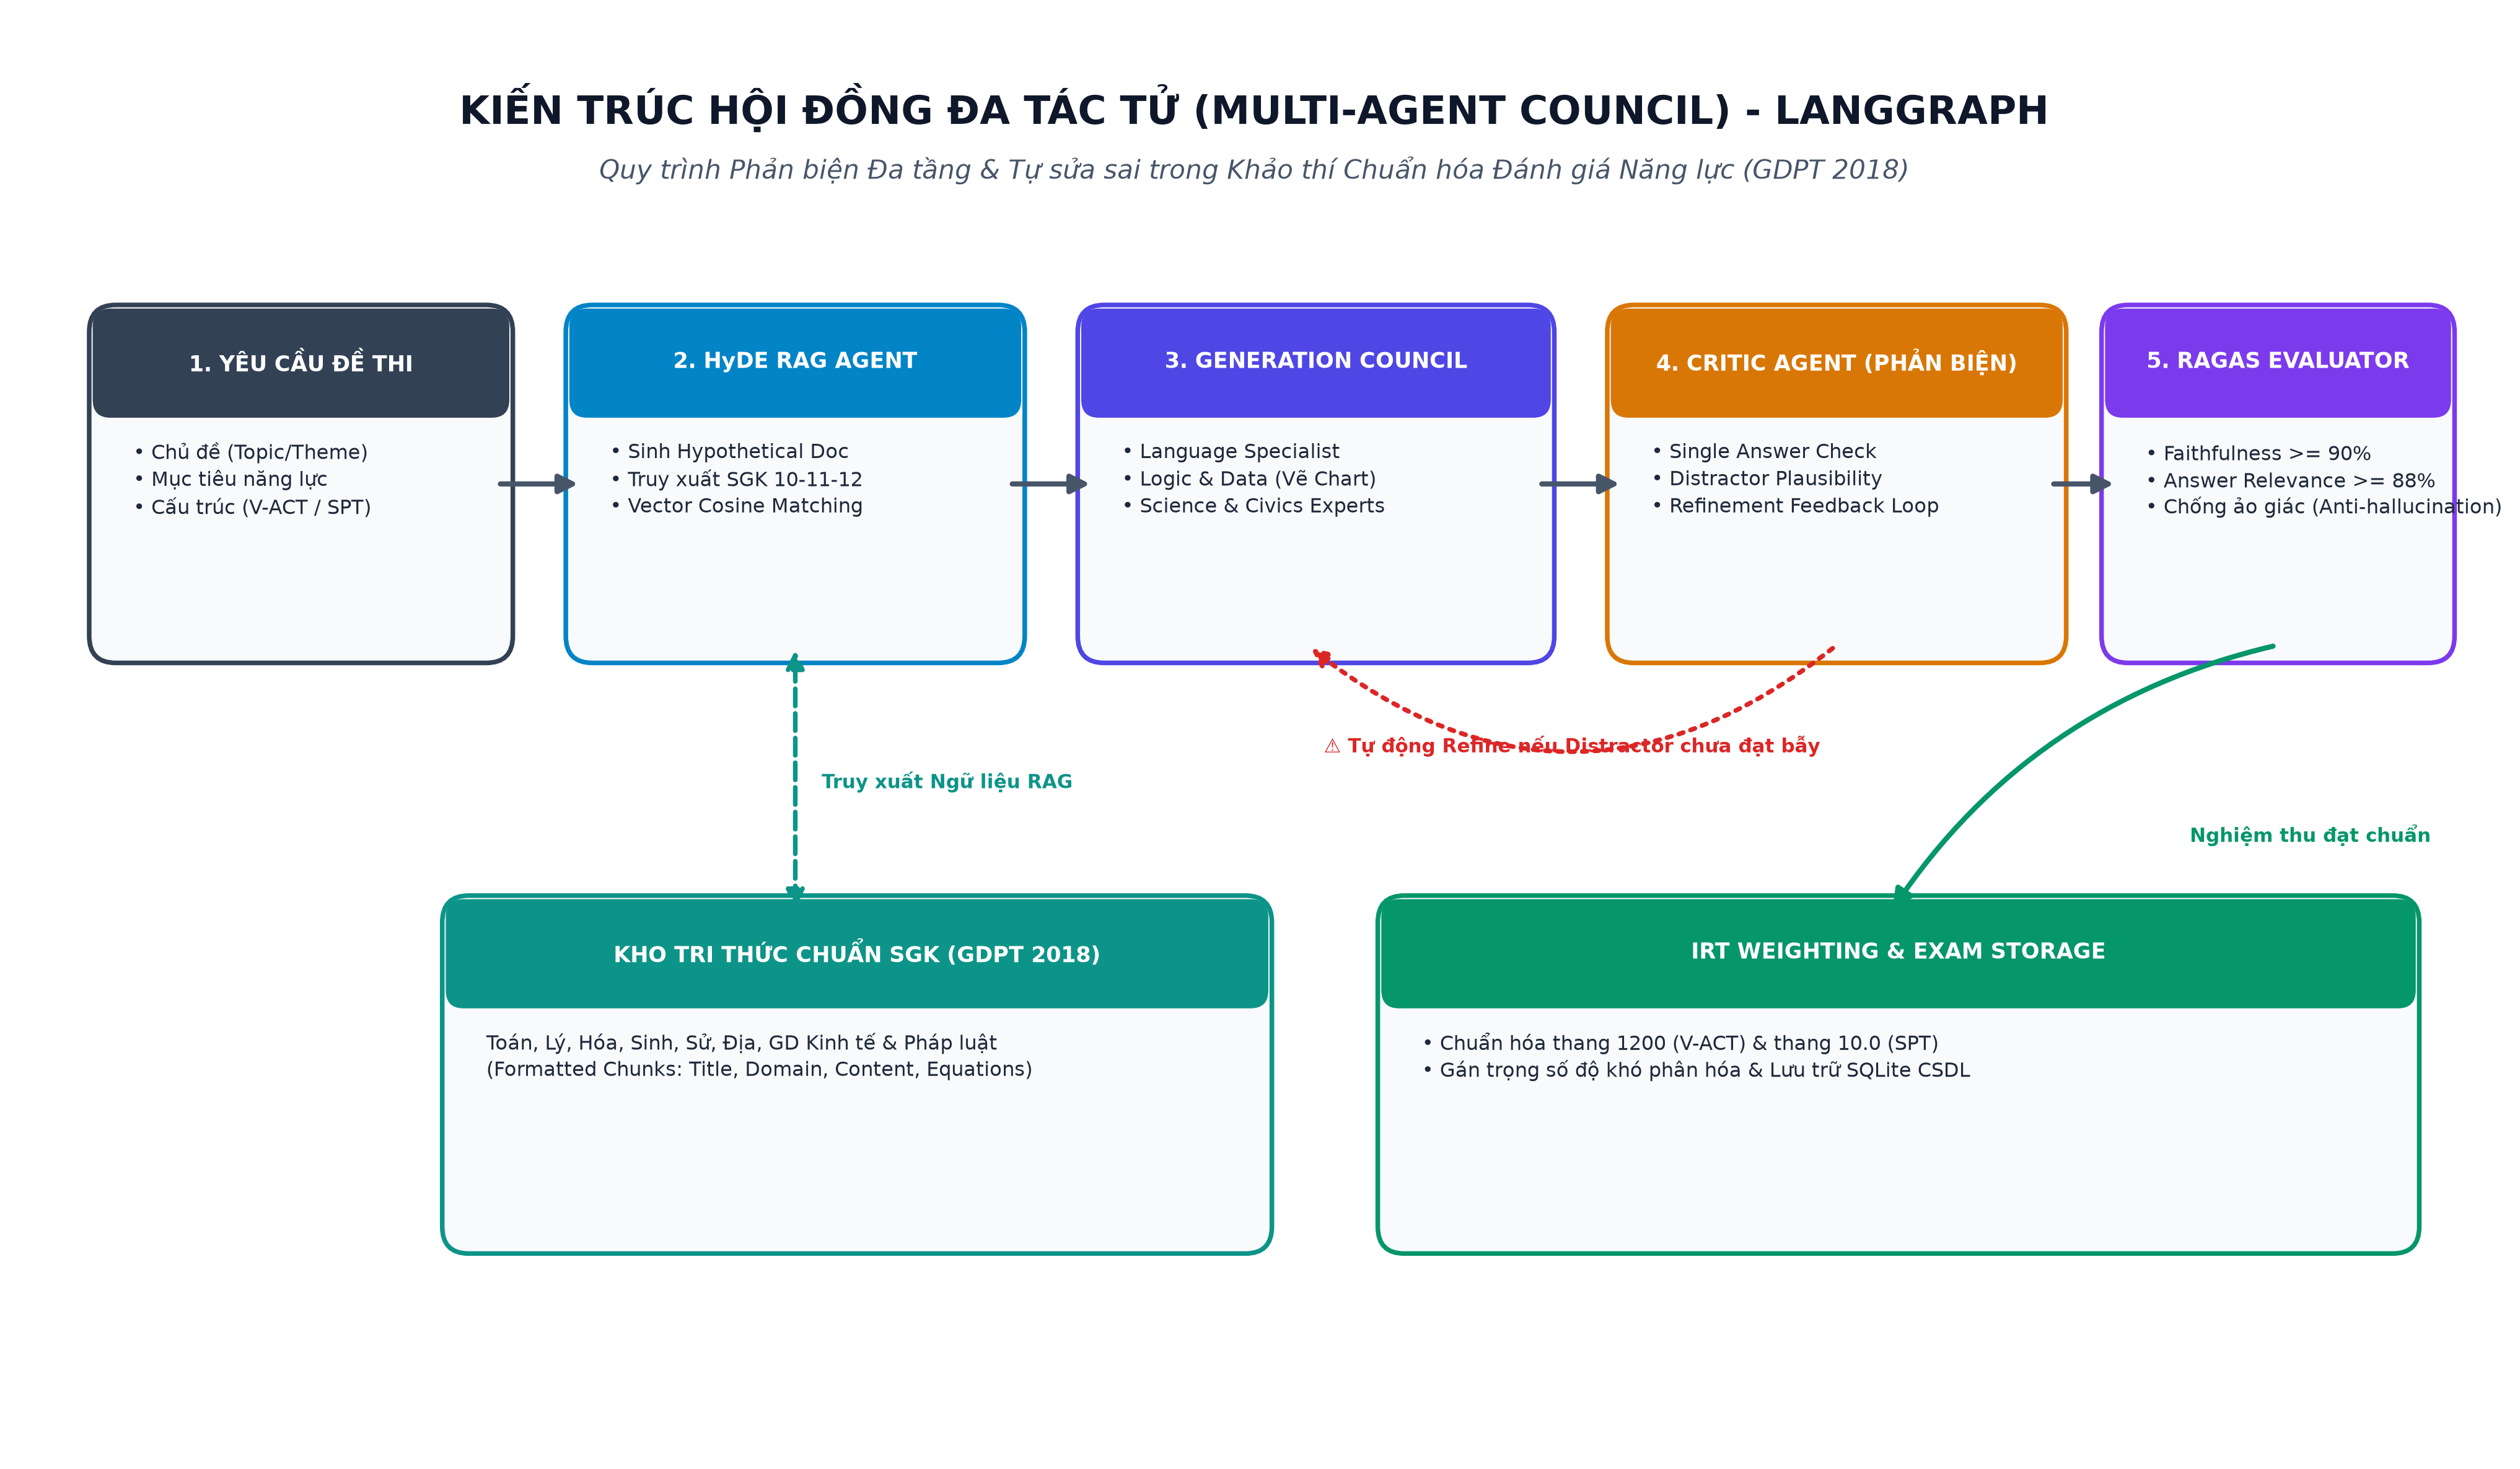 KIẾN TRÚC HỘI ĐỒNG ĐA TÁC TỬ (MULTI-AGENT COUNCIL) - LANGGRAPH
Quy trình Phản biện Đa tầng & Tự sửa sai trong Khảo thí Chuẩn hóa Đánh giá Năng lực (GDPT 2018)
1. YÊU CẦU ĐỀ THI
• Chủ đề (Topic/Theme)
• Mục tiêu năng lực
• Cấu trúc (V-ACT / SPT)
2. HyDE RAG AGENT
• Sinh Hypothetical Doc
• Truy xuất SGK 10-11-12
• Vector Cosine Matching
3. GENERATION COUNCIL
• Language Specialist
• Logic & Data (Vẽ Chart)
• Science & Civics Experts
4. CRITIC AGENT (PHẢN BIỆN)
• Single Answer Check
• Distractor Plausibility
• Refinement Feedback Loop
5. RAGAS EVALUATOR
• Faithfulness >= 90%
• Answer Relevance >= 88%
• Chống ảo giác (Anti-hallucination)
⚠ Tự động Refine nếu Distractor chưa đạt bẫy
Truy xuất Ngữ liệu RAG
Nghiệm thu đạt chuẩn
KHO TRI THỨC CHUẨN SGK (GDPT 2018)
Toán, Lý, Hóa, Sinh, Sử, Địa, GD Kinh tế & Pháp luật
(Formatted Chunks: Title, Domain, Content, Equations)
IRT WEIGHTING & EXAM STORAGE
• Chuẩn hóa thang 1200 (V-ACT) & thang 10.0 (SPT)
• Gán trọng số độ khó phân hóa & Lưu trữ SQLite CSDL